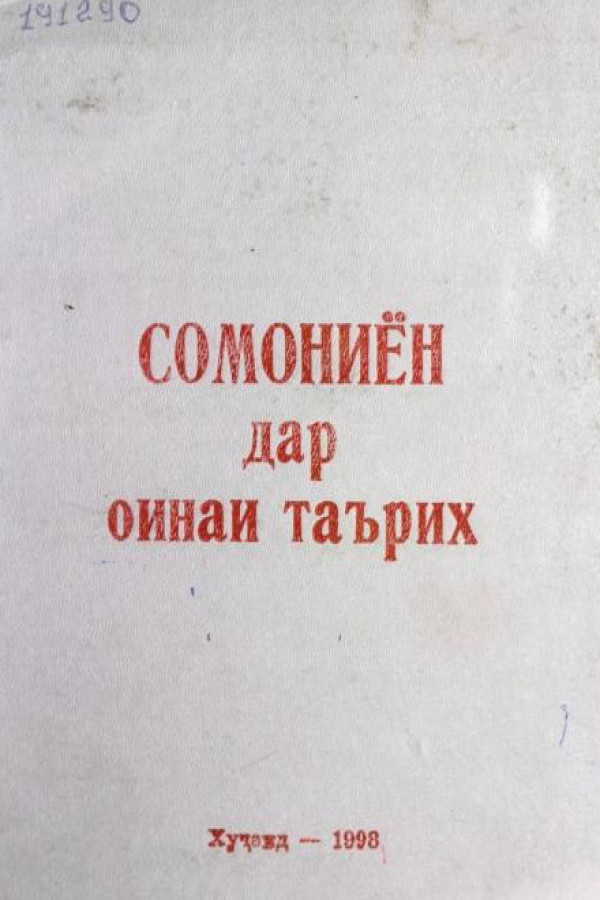 191290
СОМОНИЁН
дар
оинаи таърих
Хуҷанд — 1998